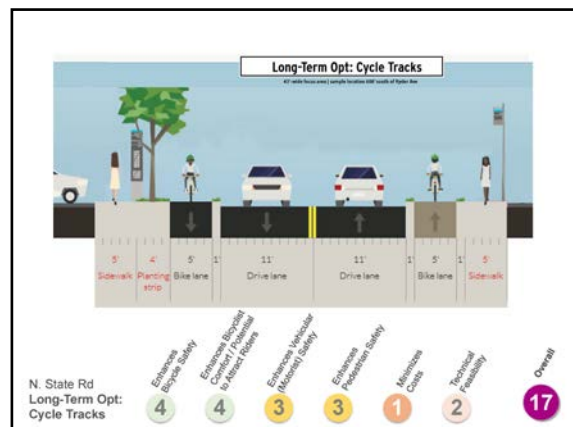 Long-Term Opt: Cycle Tracks
5' 4' 5' 1' 11' 11' 1' 5' 1' 5'
Sidewalk Planting strip Bike lane Drive lane Drive lane Bike lane Sidewalk
Enhances Bicycle Safety
Enhances Bicyclist Comfort / Potential to Attract Riders
Enhances Vehicular (Motorist) Safety
Enhances Pedestrian Safety
Minimizes Costs
Technical Feasibility
Overall
N. State Rd
Long-Term Opt:
Cycle Tracks
4 4 3 3 1 2 17